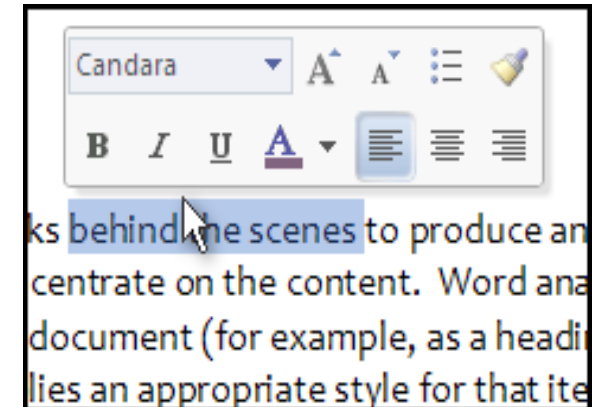 Candara
A A
B I U A
ks behind the scenes to produce an
centrate on the content. Word ana
document (for example, as a headi
lies an appropriate style for that ite